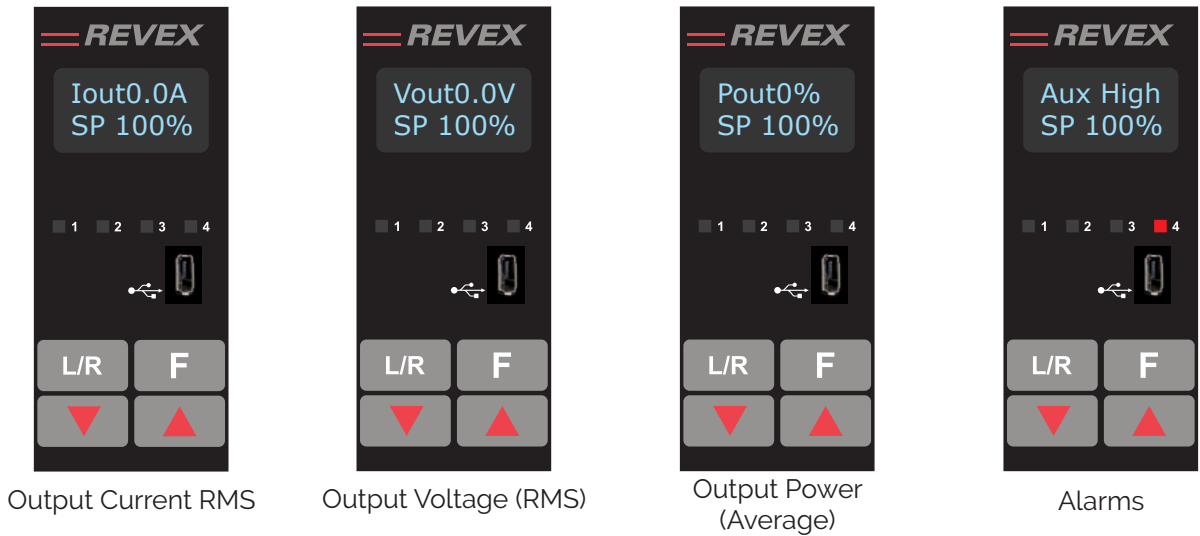 REVEX
Iout0.0A
SP 100%
1 2 3 4
L/R F
Output Current RMS
REVEX
Vout0.0V
SP 100%
1 2 3 4
L/R F
Output Voltage (RMS)
REVEX
Pout0%
SP 100%
1 2 3 4
L/R F
Output Power
(Average)
REVEX
Aux High
SP 100%
1 2 3 4
L/R F
Alarms